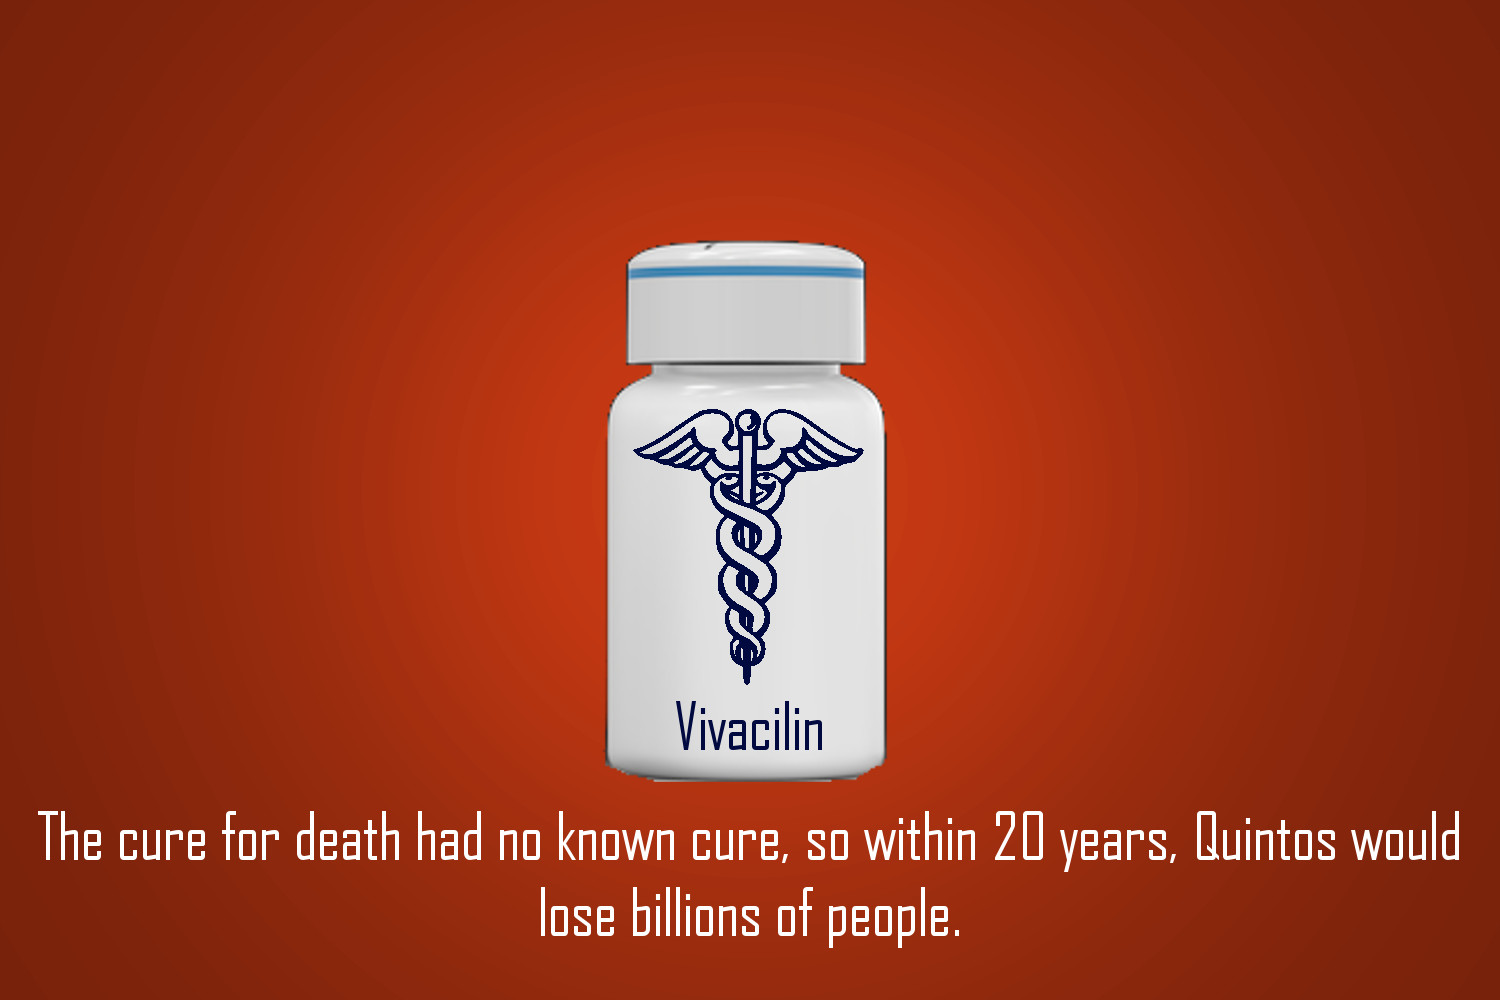 Vivacilin
The cure for death had no known cure, so within 20 years, Quintos would
lose billions of people.